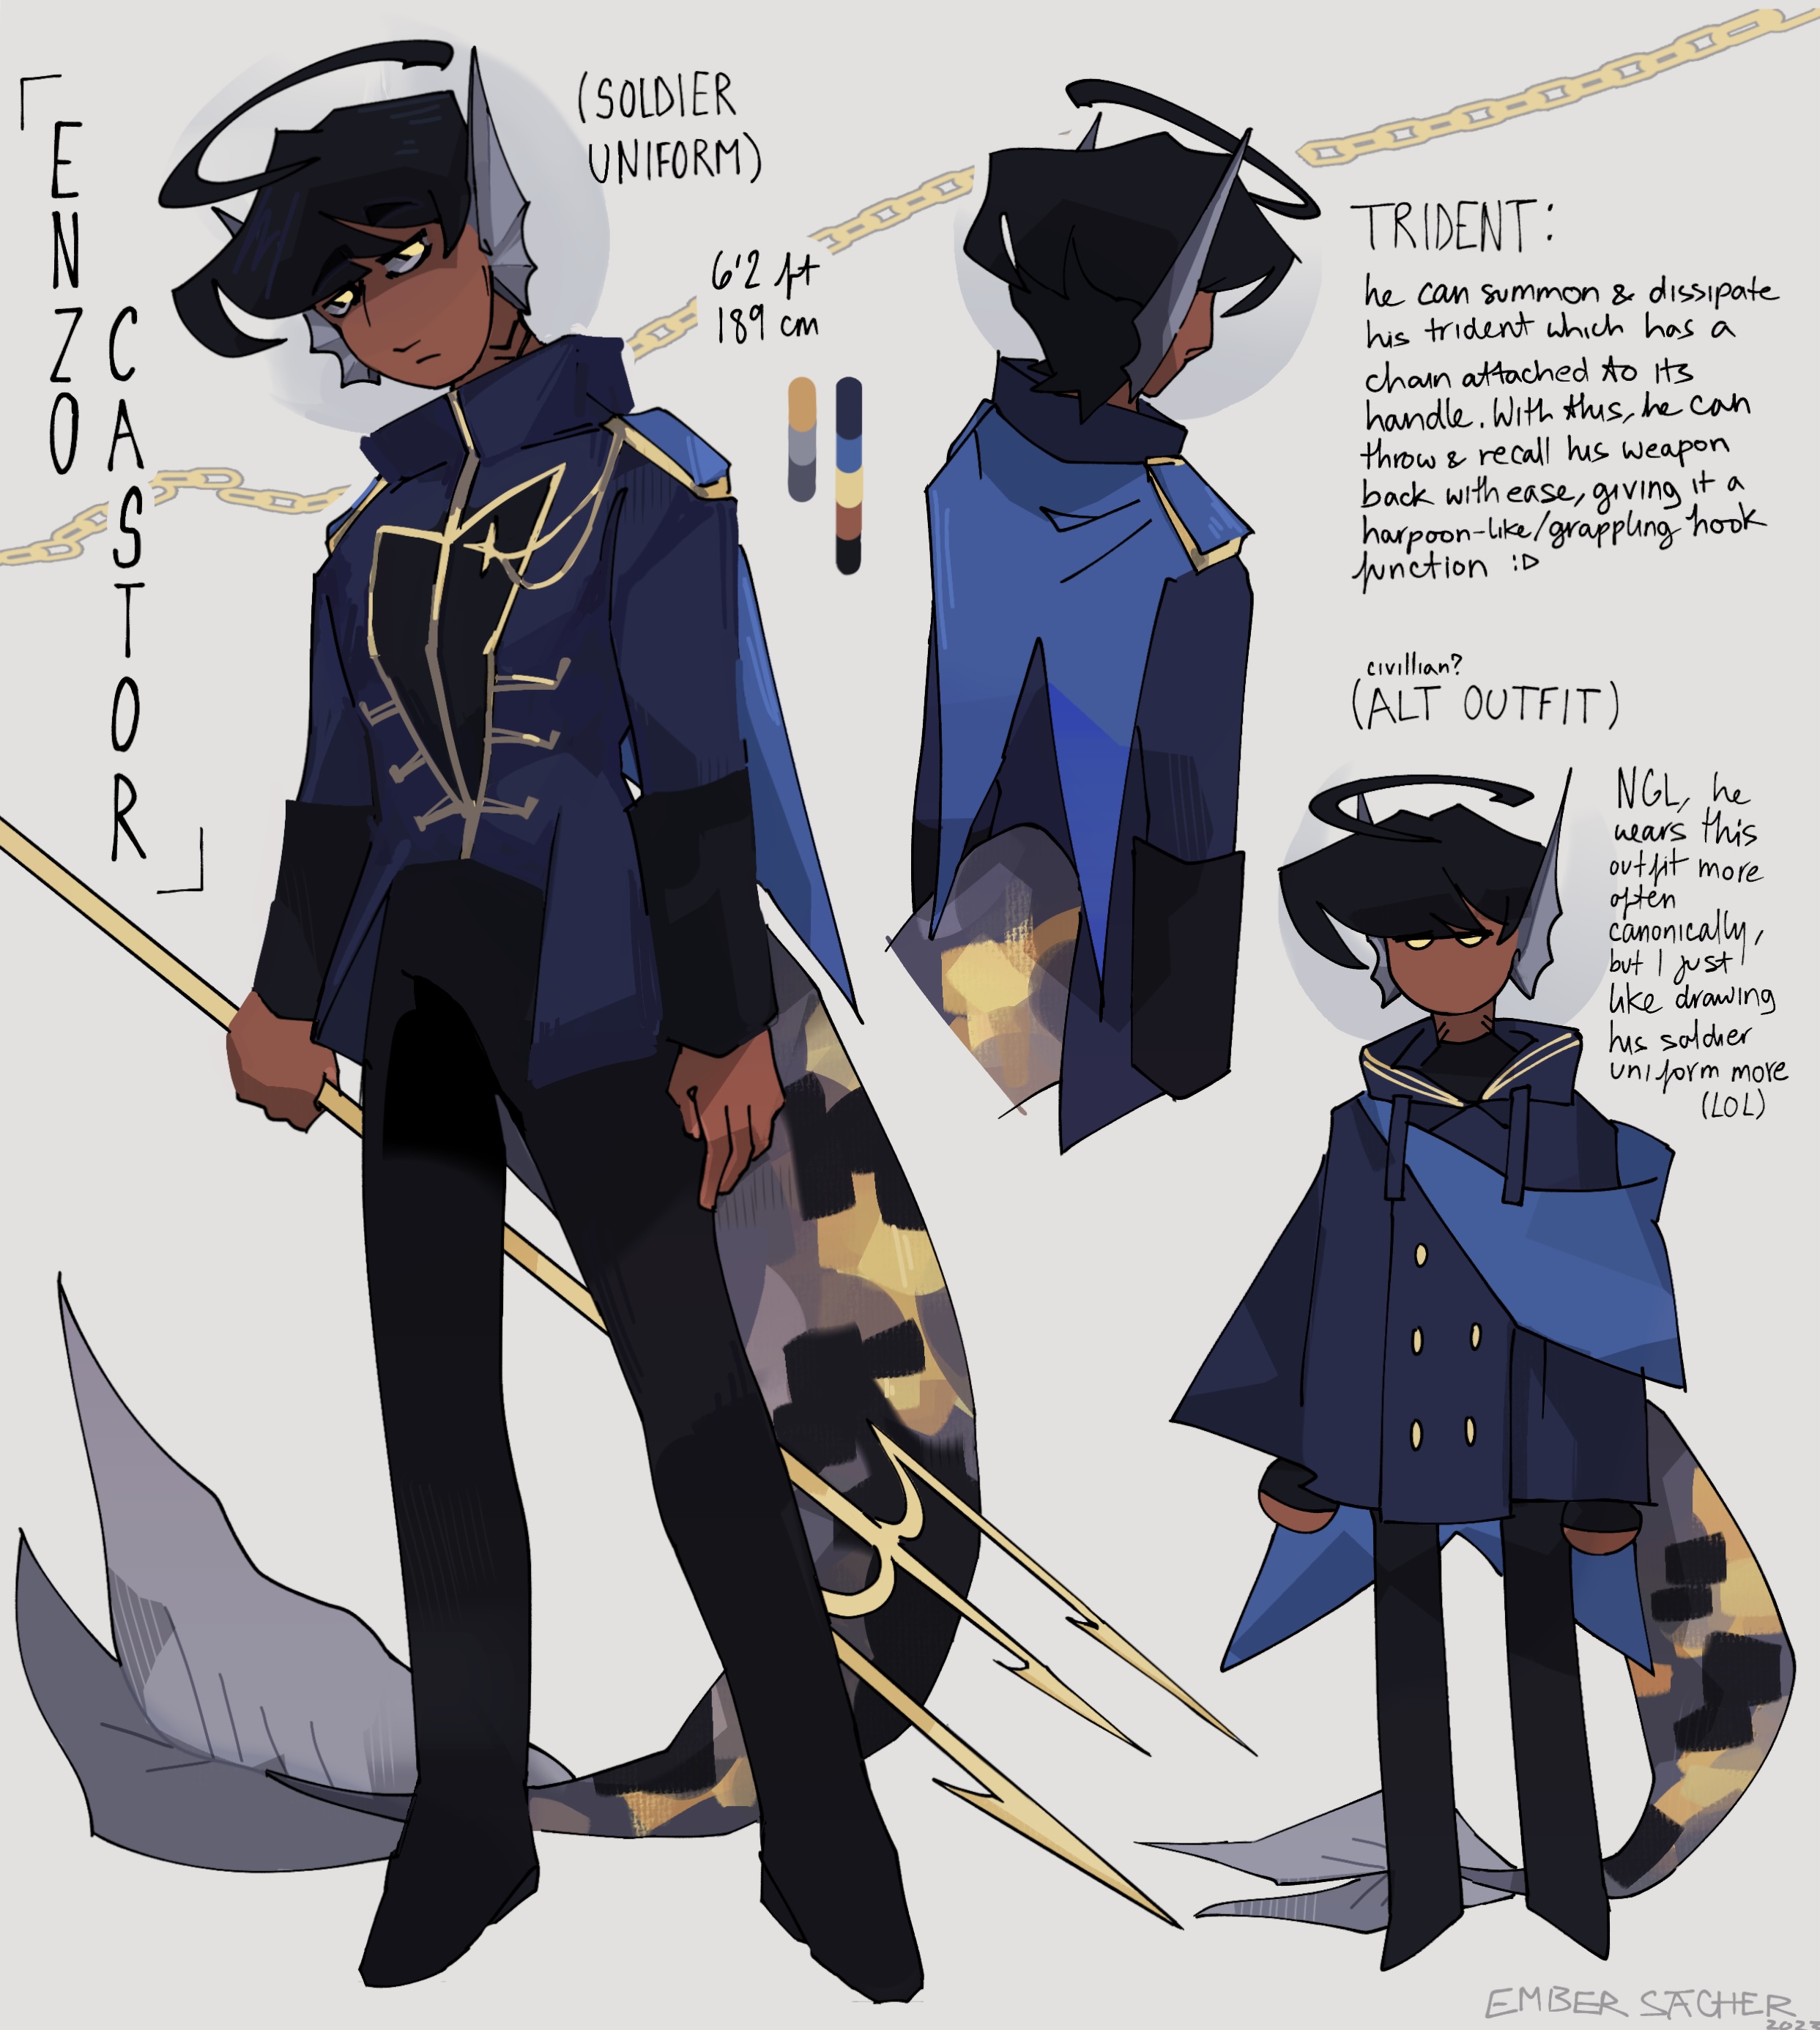 「ENZO
CASTOR」
(SOLDIER
UNIFORM)
6'2 ft
189 cm
TRIDENT:
he can summon & dissipate
his trident which has a
chain attached to its
handle. With this, he can
throw & recall his weapon
back with ease, giving it a
harpoon-like/grappling hook
function :D
civillian?
(ALT OUTFIT)
NGL, he
wears this
outfit more
often
canonically,
but I just
like drawing
his soldier
uniform more
(LOL)
EMBER SACHER
2023